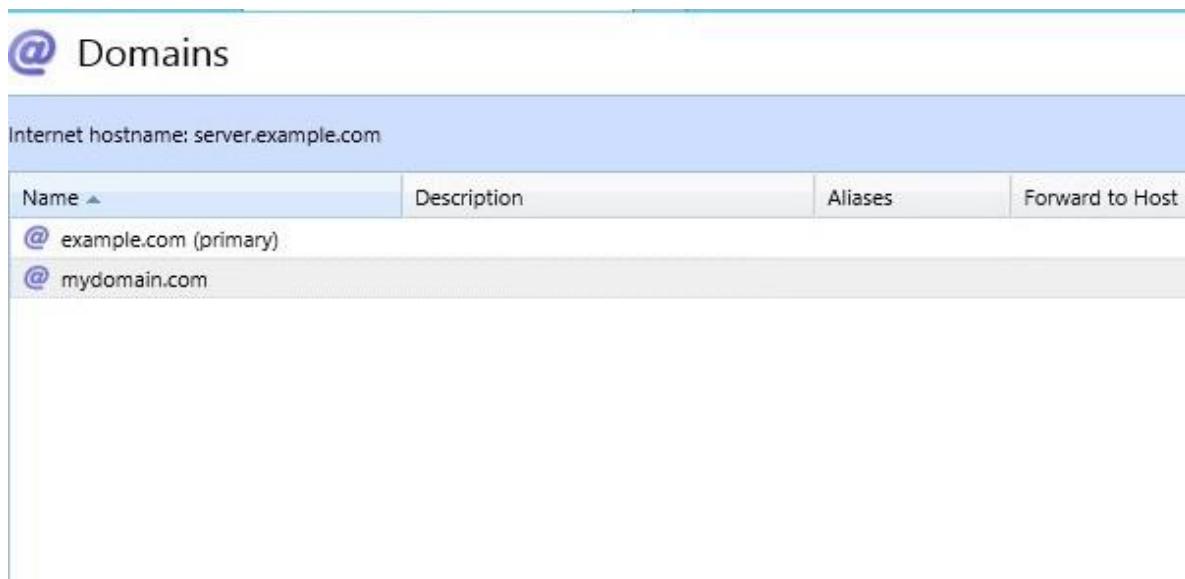 Domains
Internet hostname: server.example.com
Name Description Aliases Forward to Host
example.com (primary)
mydomain.com